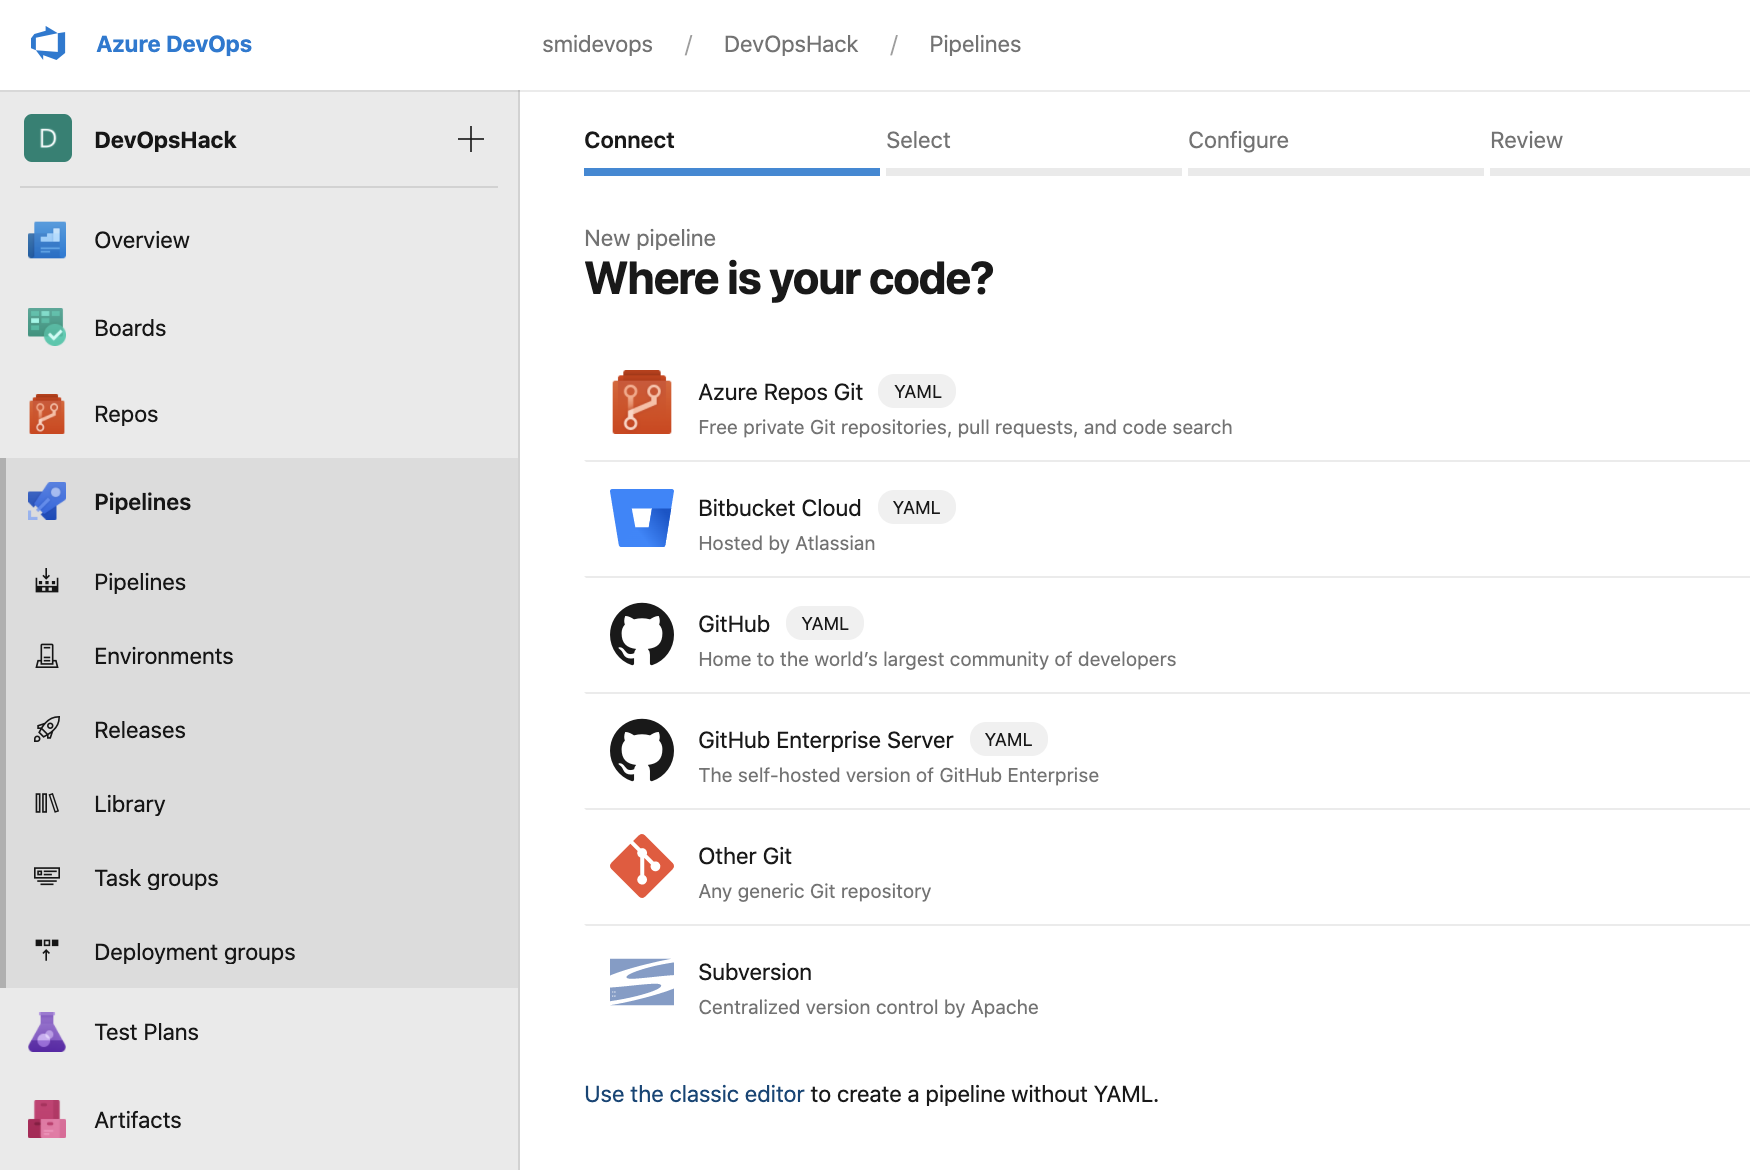 Azure DevOps
smidevops / DevOpsHack / Pipelines
D DevOpsHack
Overview
Boards
Repos
Pipelines
Pipelines
Environments
Releases
Library
Task groups
Deployment groups
Test Plans
Artifacts
Connect Select Configure Review
New pipeline
Where is your code?
Azure Repos Git YAML
Free private Git repositories, pull requests, and code search
Bitbucket Cloud YAML
Hosted by Atlassian
GitHub YAML
Home to the world’s largest community of developers
GitHub Enterprise Server YAML
The self-hosted version of GitHub Enterprise
Other Git
Any generic Git repository
Subversion
Centralized version control by Apache
Use the classic editor to create a pipeline without YAML.